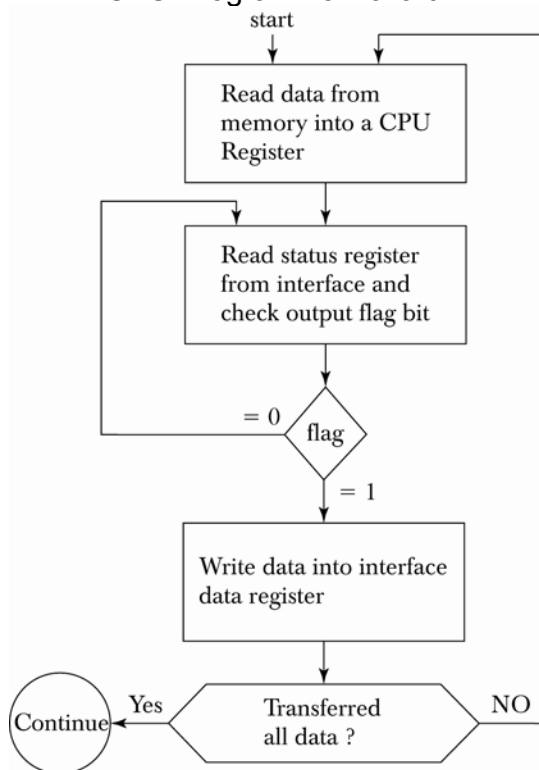 start
Read data from
memory into a CPU
Register
Read status register
from interface and
check output flag bit
= 0
flag
= 1
Write data into interface
data register
Transferred
all data ?
Yes
NO
Continue